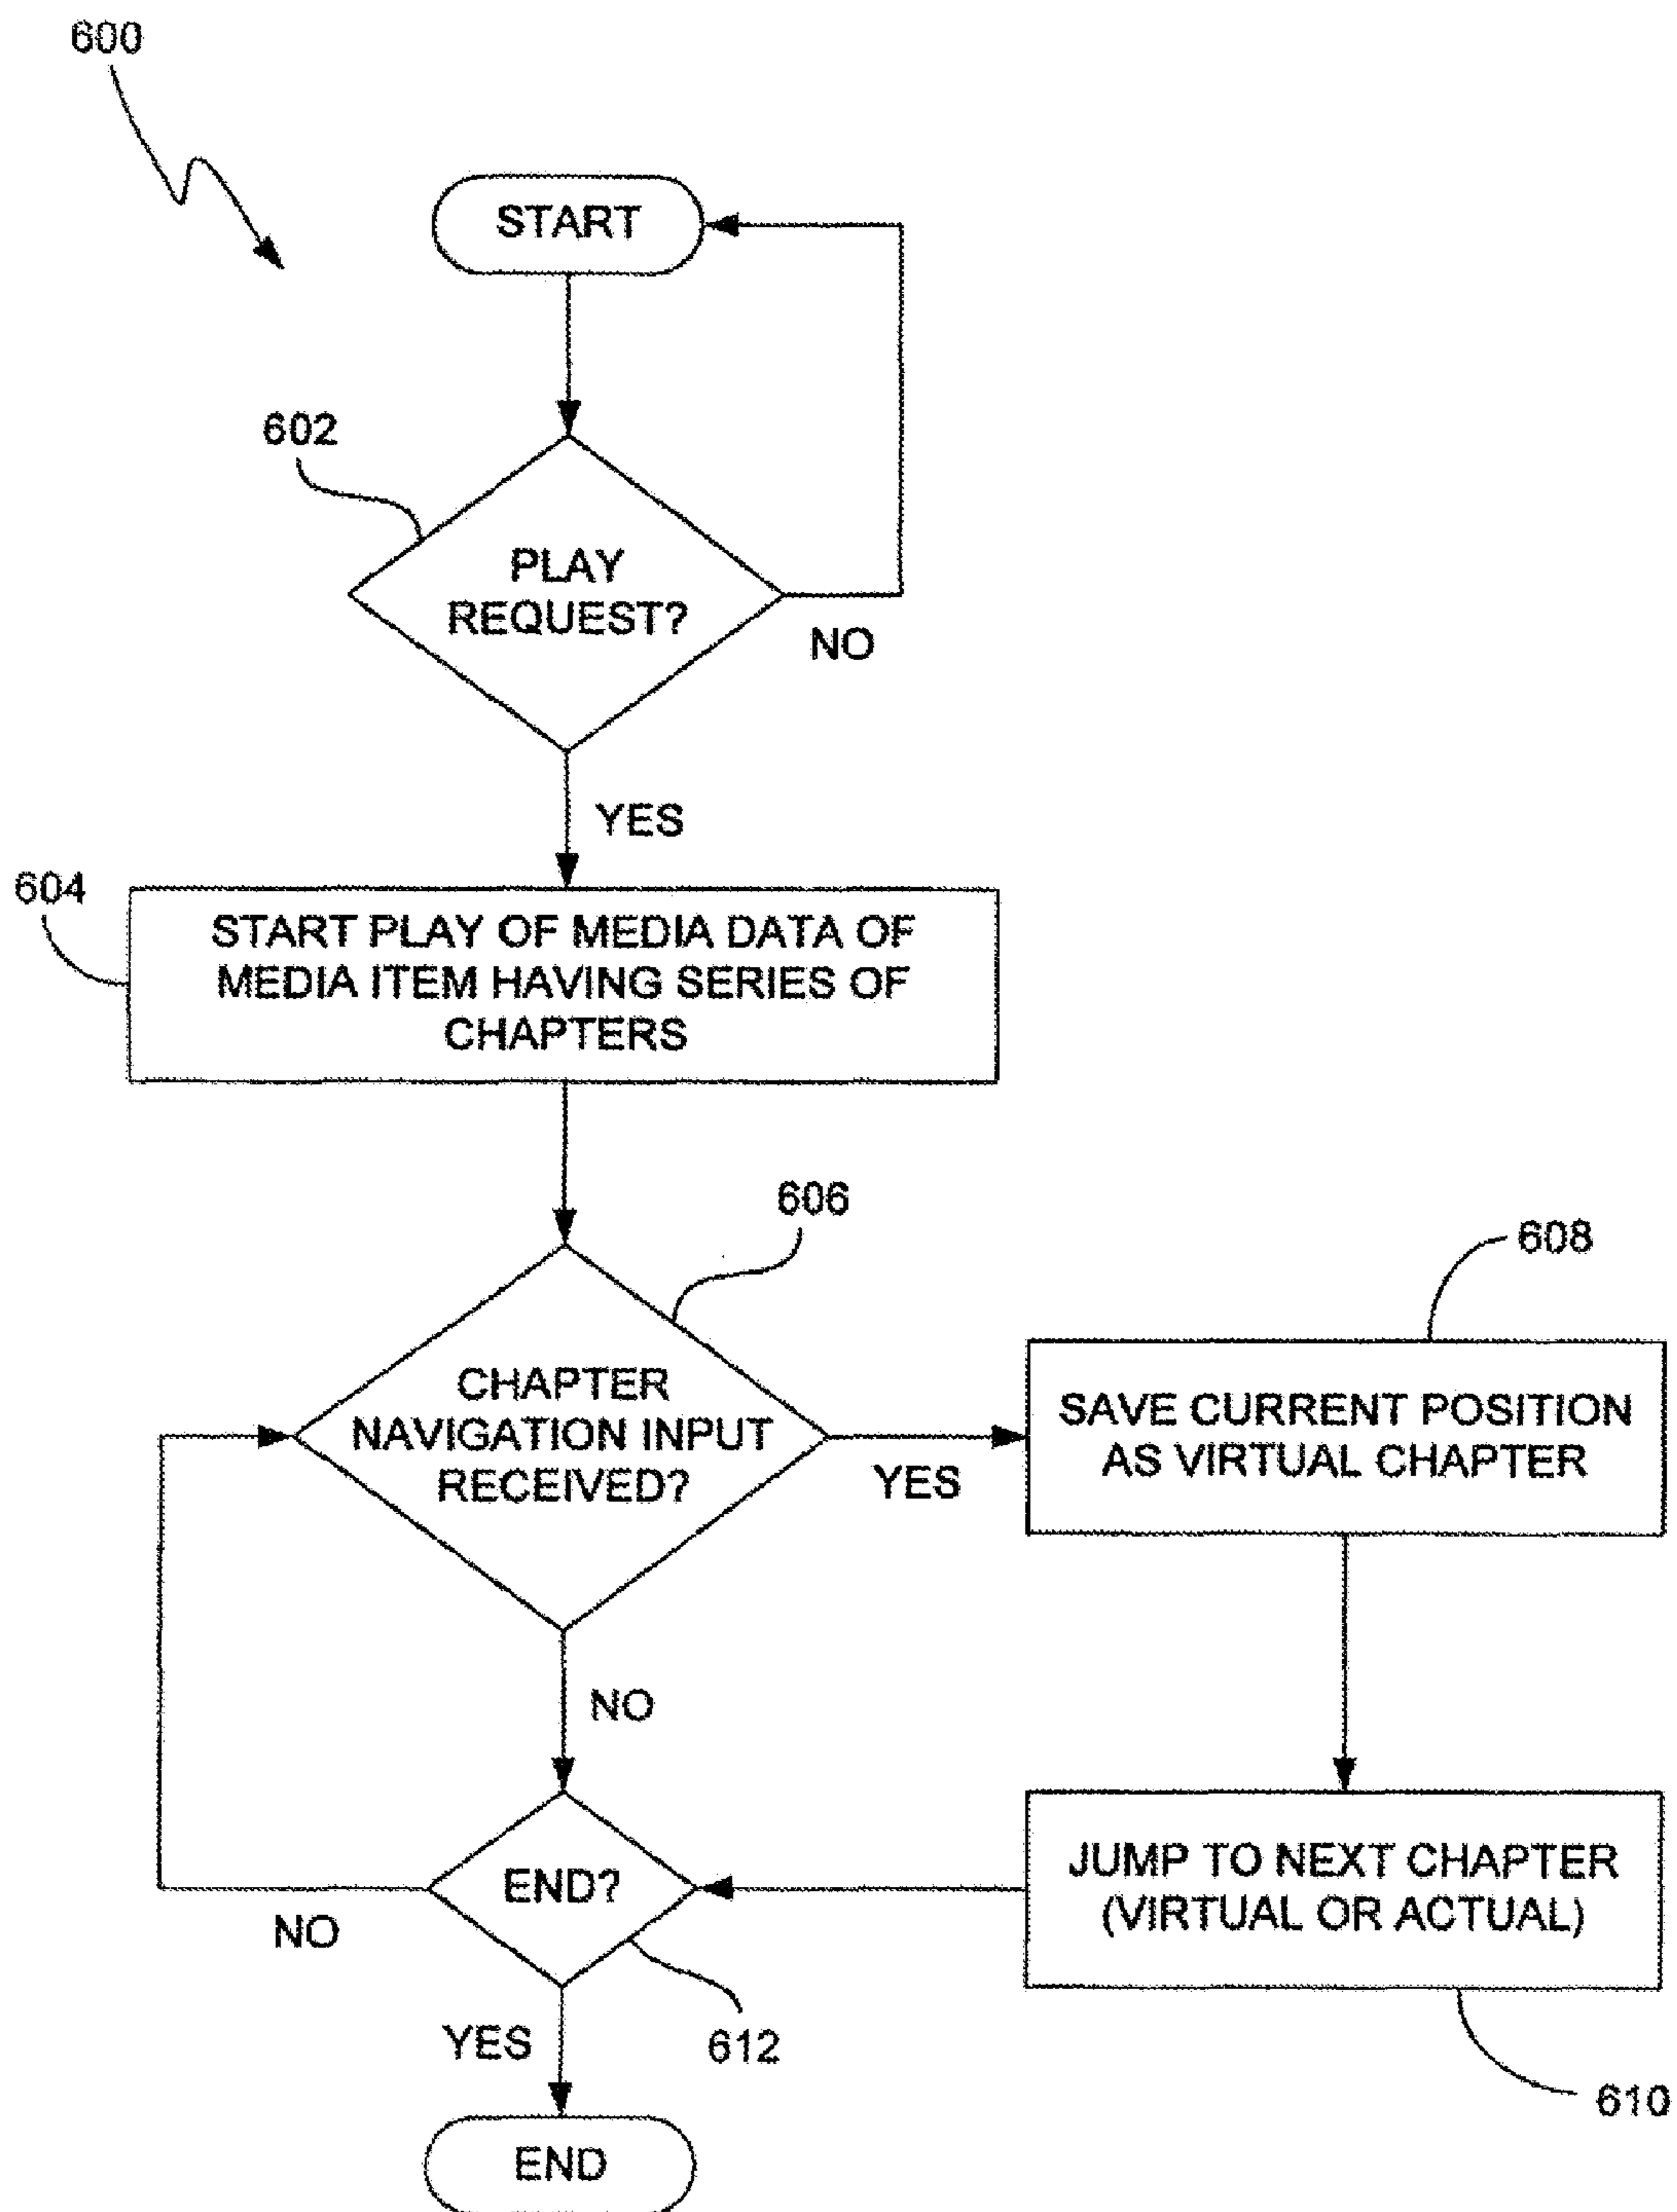 600
START
602
PLAY
REQUEST?
NO
YES
604
START PLAY OF MEDIA DATA OF
MEDIA ITEM HAVING SERIES OF
CHAPTERS
606
608
CHAPTER
NAVIGATION INPUT
RECEIVED?
YES
SAVE CURRENT POSITION
AS VIRTUAL CHAPTER
NO
END?
JUMP TO NEXT CHAPTER
(VIRTUAL OR ACTUAL)
NO
YES
612
610
END